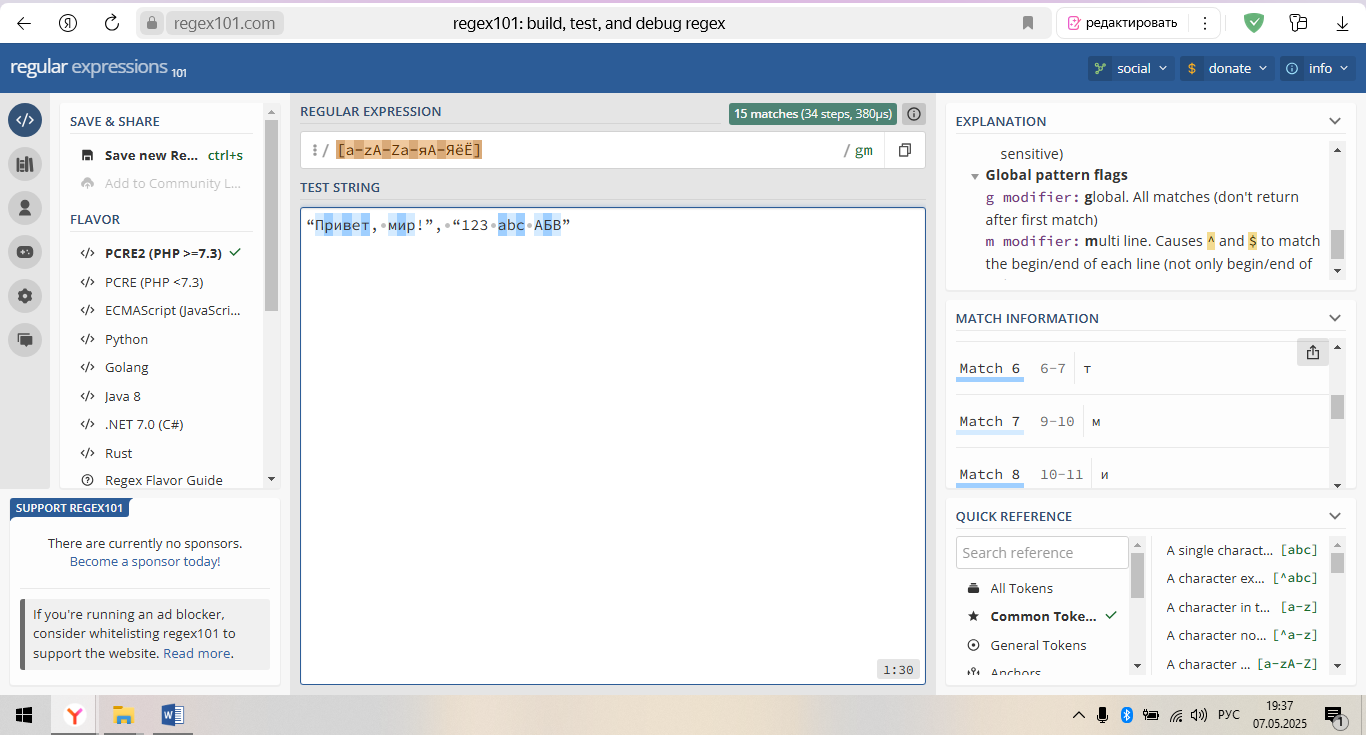 regex101.com
regex101: build, test, and debug regex
редактировать
regular expressions 101
social
$ donate
info
SAVE & SHARE
Save new Re... ctrl+s
Add to Community L...
FLAVOR
</> PCRE2 (PHP >=7.3)
</> PCRE (PHP <7.3)
</> ECMAScript (JavaScri...
</> Python
</> Golang
</> Java 8
</> .NET 7.0 (C#)
</> Rust
Regex Flavor Guide
SUPPORT REGEX101
There are currently no sponsors.
Become a sponsor today!
If you're running an ad blocker,
consider whitelisting regex101 to
support the website. Read more.
REGULAR EXPRESSION
15 matches (34 steps, 380µs)
/ [a-zA-Zа-яА-ЯёЁ] / gm
TEST STRING
“Привет, мир!”, “123 abc АБВ”
1:30
EXPLANATION
sensitive)
Global pattern flags
g modifier: global. All matches (don't return
after first match)
m modifier: multi line. Causes ^ and $ to match
the begin/end of each line (not only begin/end of
MATCH INFORMATION
Match 6 6-7 т
Match 7 9-10 м
Match 8 10-11 и
QUICK REFERENCE
Search reference
All Tokens
Common Toke...
General Tokens
Anchors
A single charact... [abc]
A character ex... [^abc]
A character in t... [a-z]
A character no... [^a-z]
A character ... [a-zA-Z]
РУС
19:37
07.05.2025
1